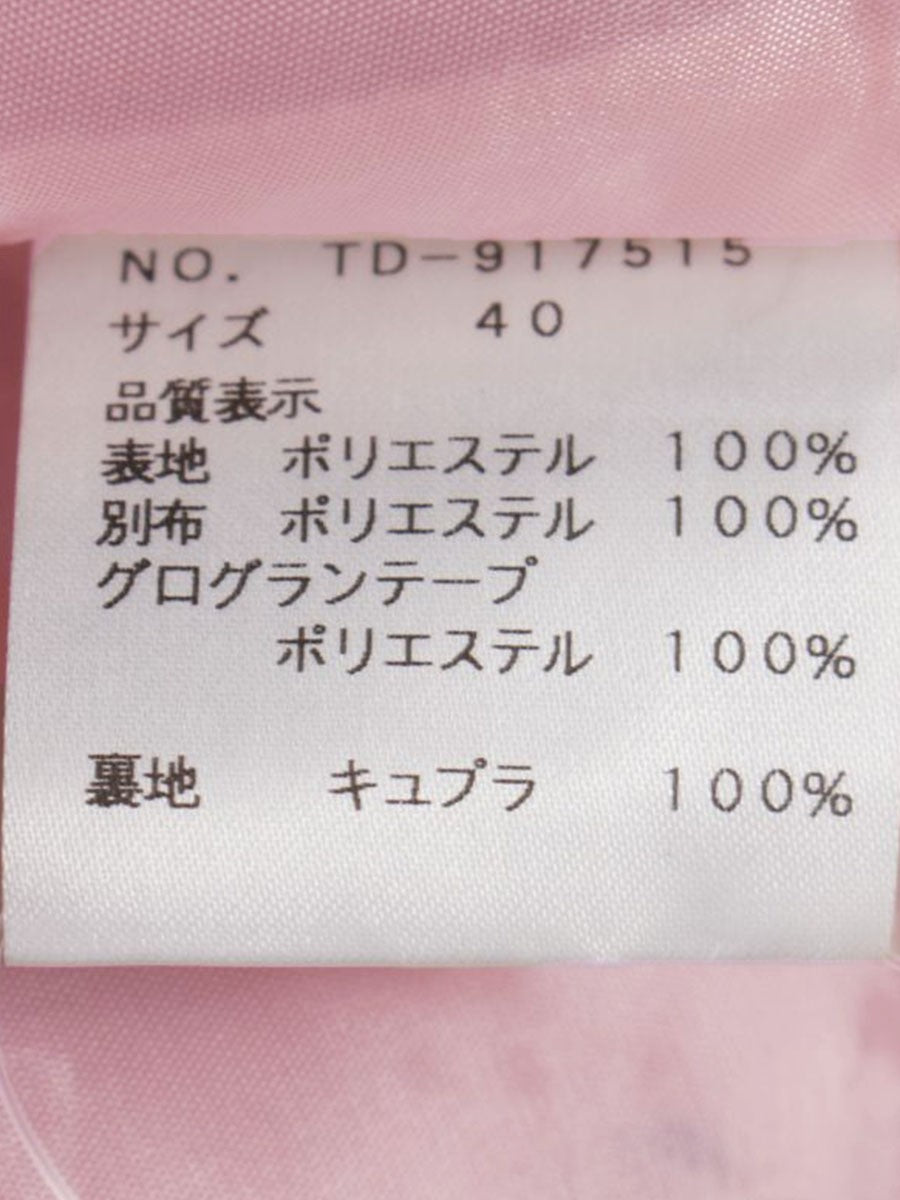 NO. TD-917515
サイズ 40
品質表示
表地 ポリエステル 100%
別布 ポリエステル 100%
グログランテープ
ポリエステル 100%
裏地 キュプラ 100%